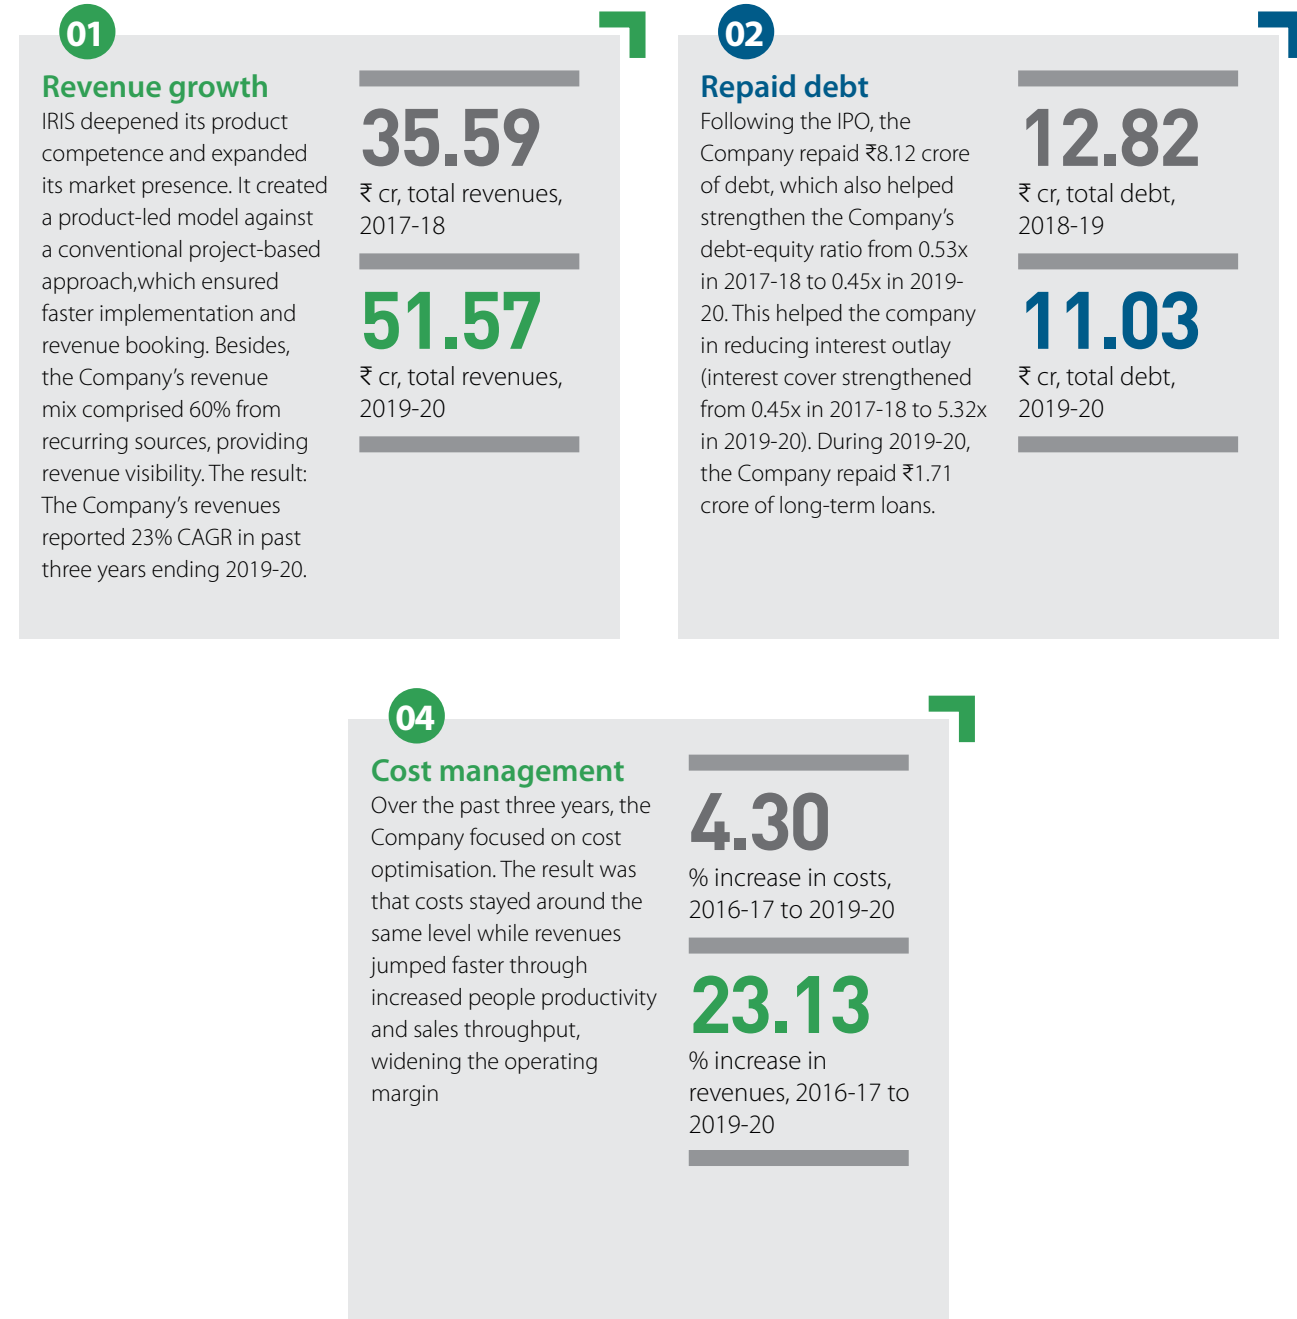 01
Revenue growth
IRIS deepened its product
competence and expanded
its market presence. It created
a product-led model against
a conventional project-based
approach,which ensured
faster implementation and
revenue booking. Besides,
the Company’s revenue
mix comprised 60% from
recurring sources, providing
revenue visibility. The result:
The Company’s revenues
reported 23% CAGR in past
three years ending 2019-20.
35.59
₹ cr, total revenues,
2017-18
51.57
₹ cr, total revenues,
2019-20
02
Repaid debt
Following the IPO, the
Company repaid ₹8.12 crore
of debt, which also helped
strengthen the Company’s
debt-equity ratio from 0.53x
in 2017-18 to 0.45x in 2019-
20. This helped the company
in reducing interest outlay
(interest cover strengthened
from 0.45x in 2017-18 to 5.32x
in 2019-20). During 2019-20,
the Company repaid ₹1.71
crore of long-term loans.
12.82
₹ cr, total debt,
2018-19
11.03
₹ cr, total debt,
2019-20
04
Cost management
Over the past three years, the
Company focused on cost
optimisation. The result was
that costs stayed around the
same level while revenues
jumped faster through
increased people productivity
and sales throughput,
widening the operating
margin
4.30
% increase in costs,
2016-17 to 2019-20
23.13
% increase in
revenues, 2016-17 to
2019-20